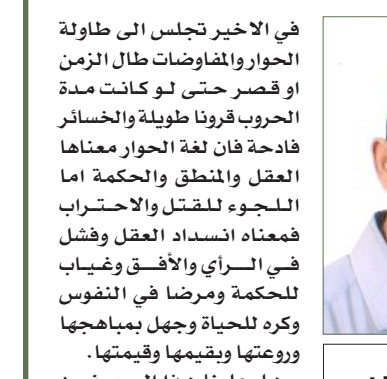 في الاخير تجلس الى طاولة
الحوار والمفاوضات طال الزمن
او قصر حتى لو كانت مدة
الحروب قرونا طويلة والخسائر
فادحة فان لغة الحوار معناها
العقل والمنطق والحكمة اما
اللجوء للقتل والاحتراب
فمعناه انسداد العقل وفشل
في الرأي والأفق وغياب
للحكمة ومرضا في النفوس
وكره للحياة وجهل بمباهجها
وروعتها وبقيمها وقيمتها.